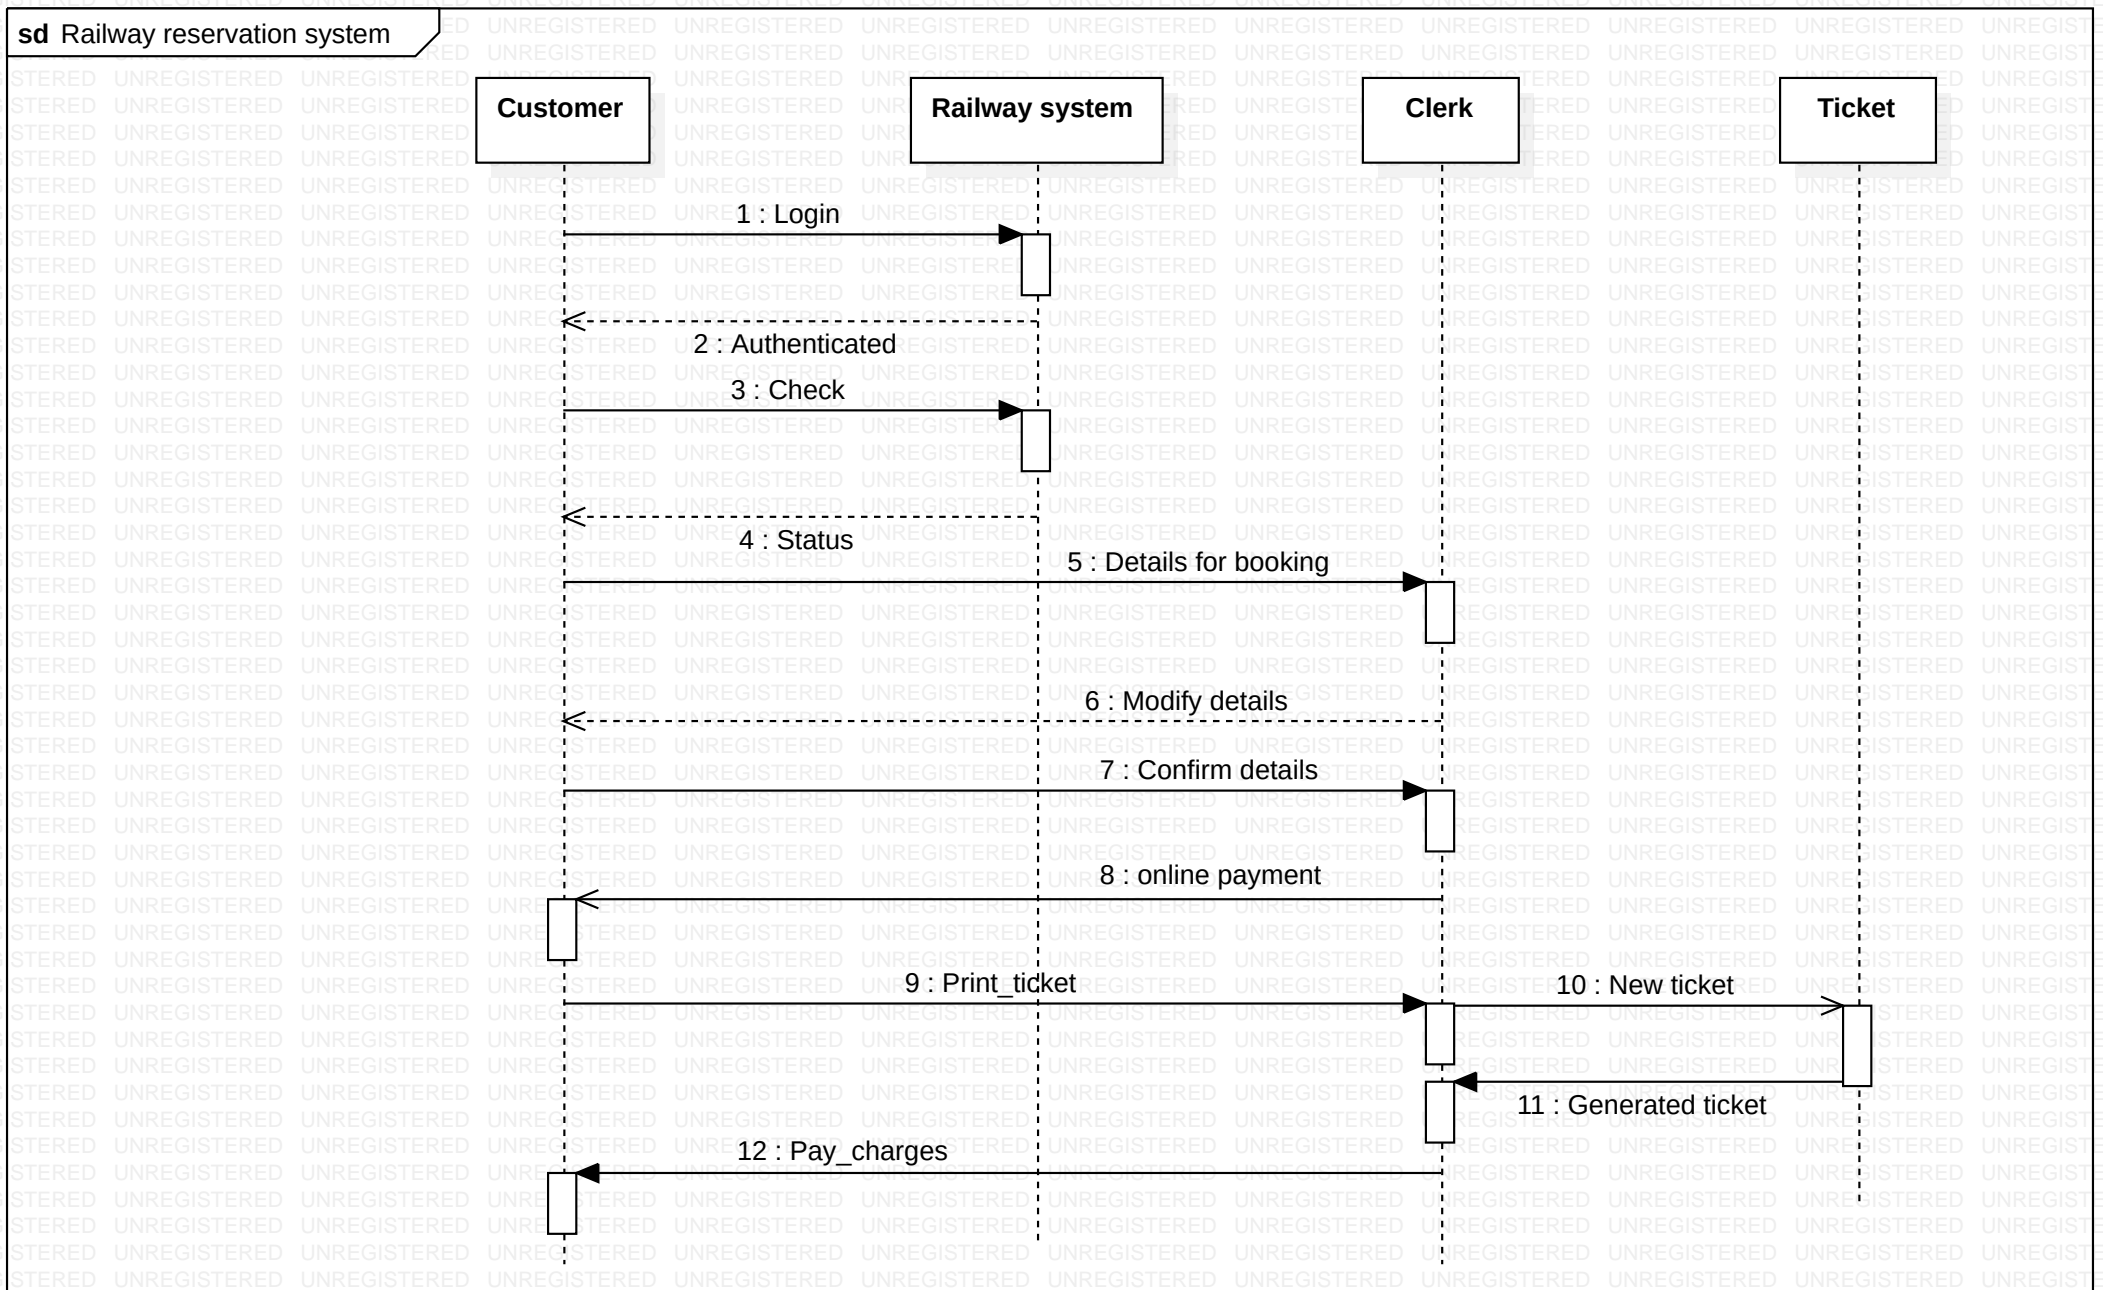 sd Railway reservation system
Customer
Railway system
Clerk
Ticket
1 : Login
2 : Authenticated
3 : Check
4 : Status
5 : Details for booking
6 : Modify details
7 : Confirm details
8 : online payment
9 : Print_ticket
10 : New ticket
11 : Generated ticket
12 : Pay_charges
UNREGISTERED